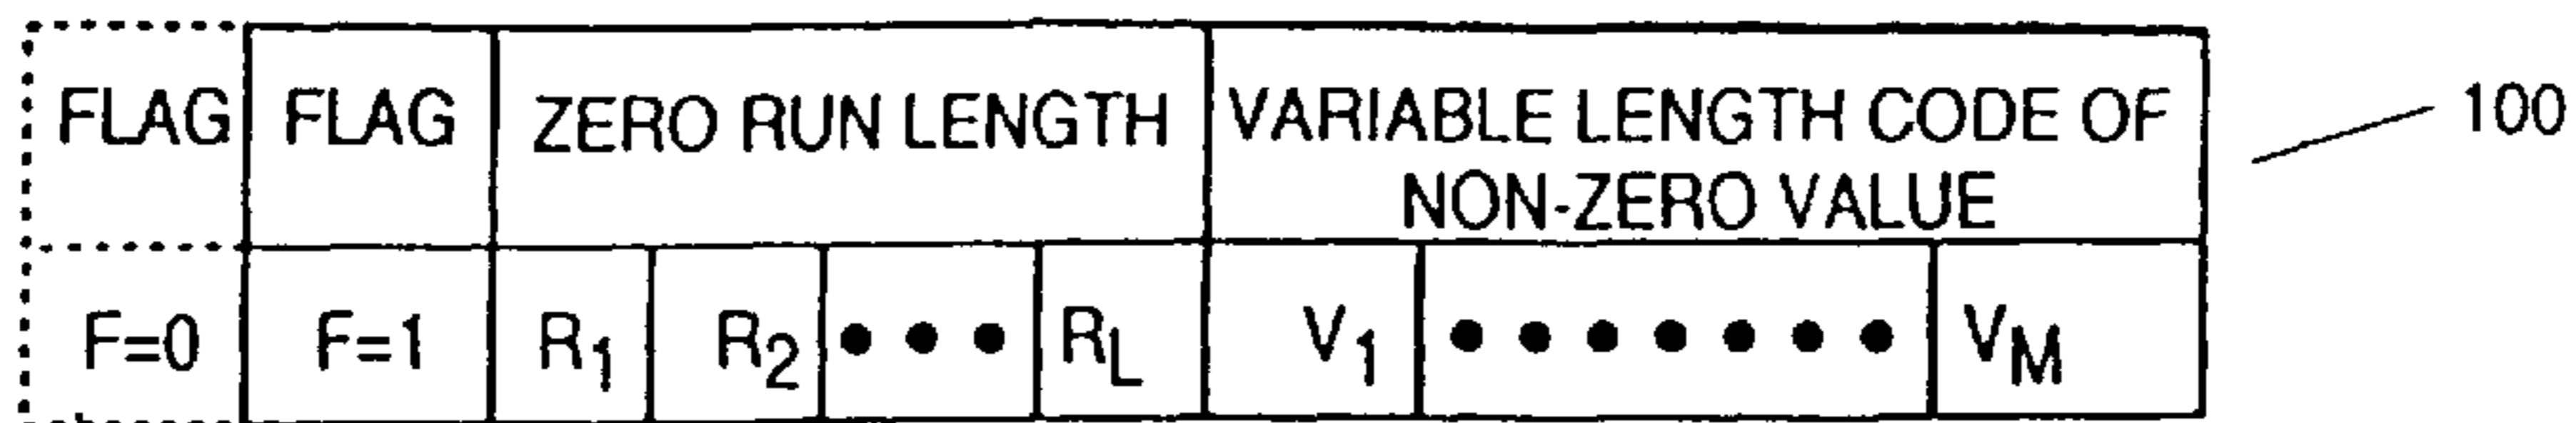 FLAG FLAG ZERO RUN LENGTH VARIABLE LENGTH CODE OF
NON-ZERO VALUE
100
F=0 F=1 R1 R2 • • • RL V1 • • • • • • • VM